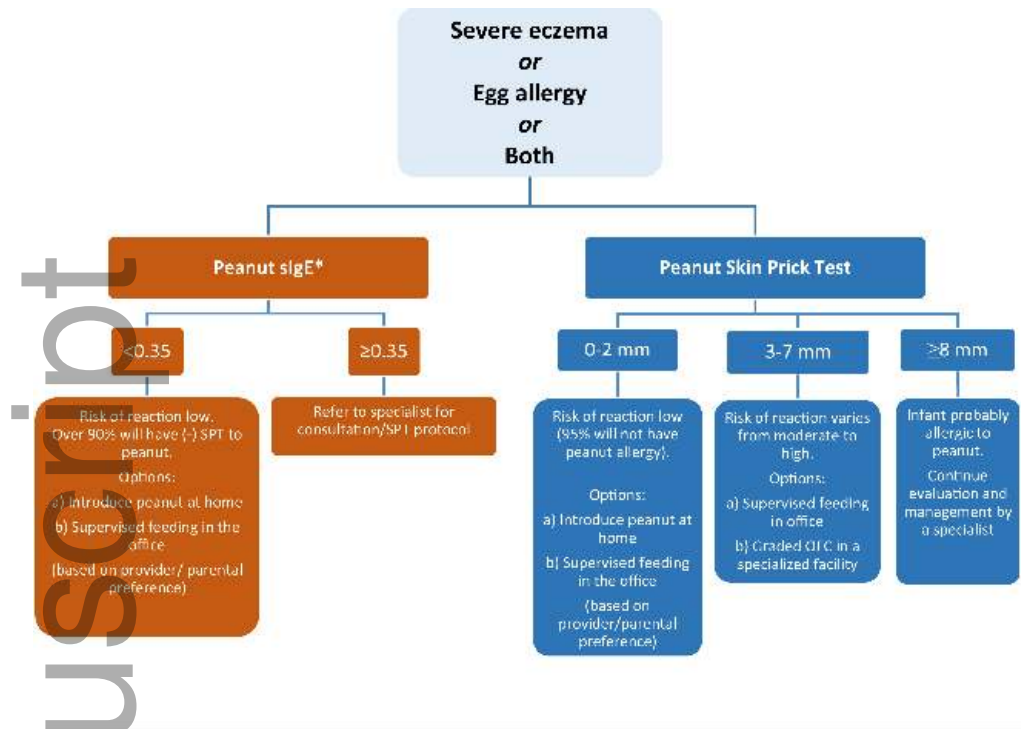 Severe eczema
or
Egg allergy
or
Both
Peanut sIgE*
Peanut Skin Prick Test
<0.35
≥0.35
0-2 mm
3-7 mm
≥8 mm
Risk of reaction low.
Over 90% will have (-) SPT to
peanut.
Options:
a) Introduce peanut at home
b) Supervised feeding in the
office
(based on provider/ parental
preference)
Refer to specialist for
consultation/SPT protocol
Risk of reaction low
(95% will not have
peanut allergy).
Options:
a) Introduce peanut at
home
b) Supervised feeding
in the office
(based on
provider/parental
preference)
Risk of reaction varies
from moderate to
high.
Options:
a) Supervised feeding
in office
b) Graded OFC in a
specialized facility
Infant probably
allergic to
peanut.
Continue
evaluation and
management by
a specialist
uscript